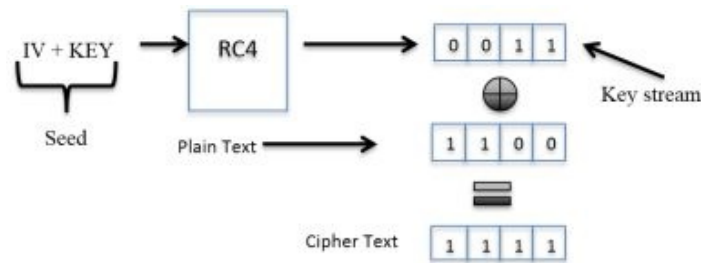 IV + KEY
RC4
0 0 1 1
Key stream
Seed
Plain Text
1 1 0 0
Cipher Text
1 1 1 1